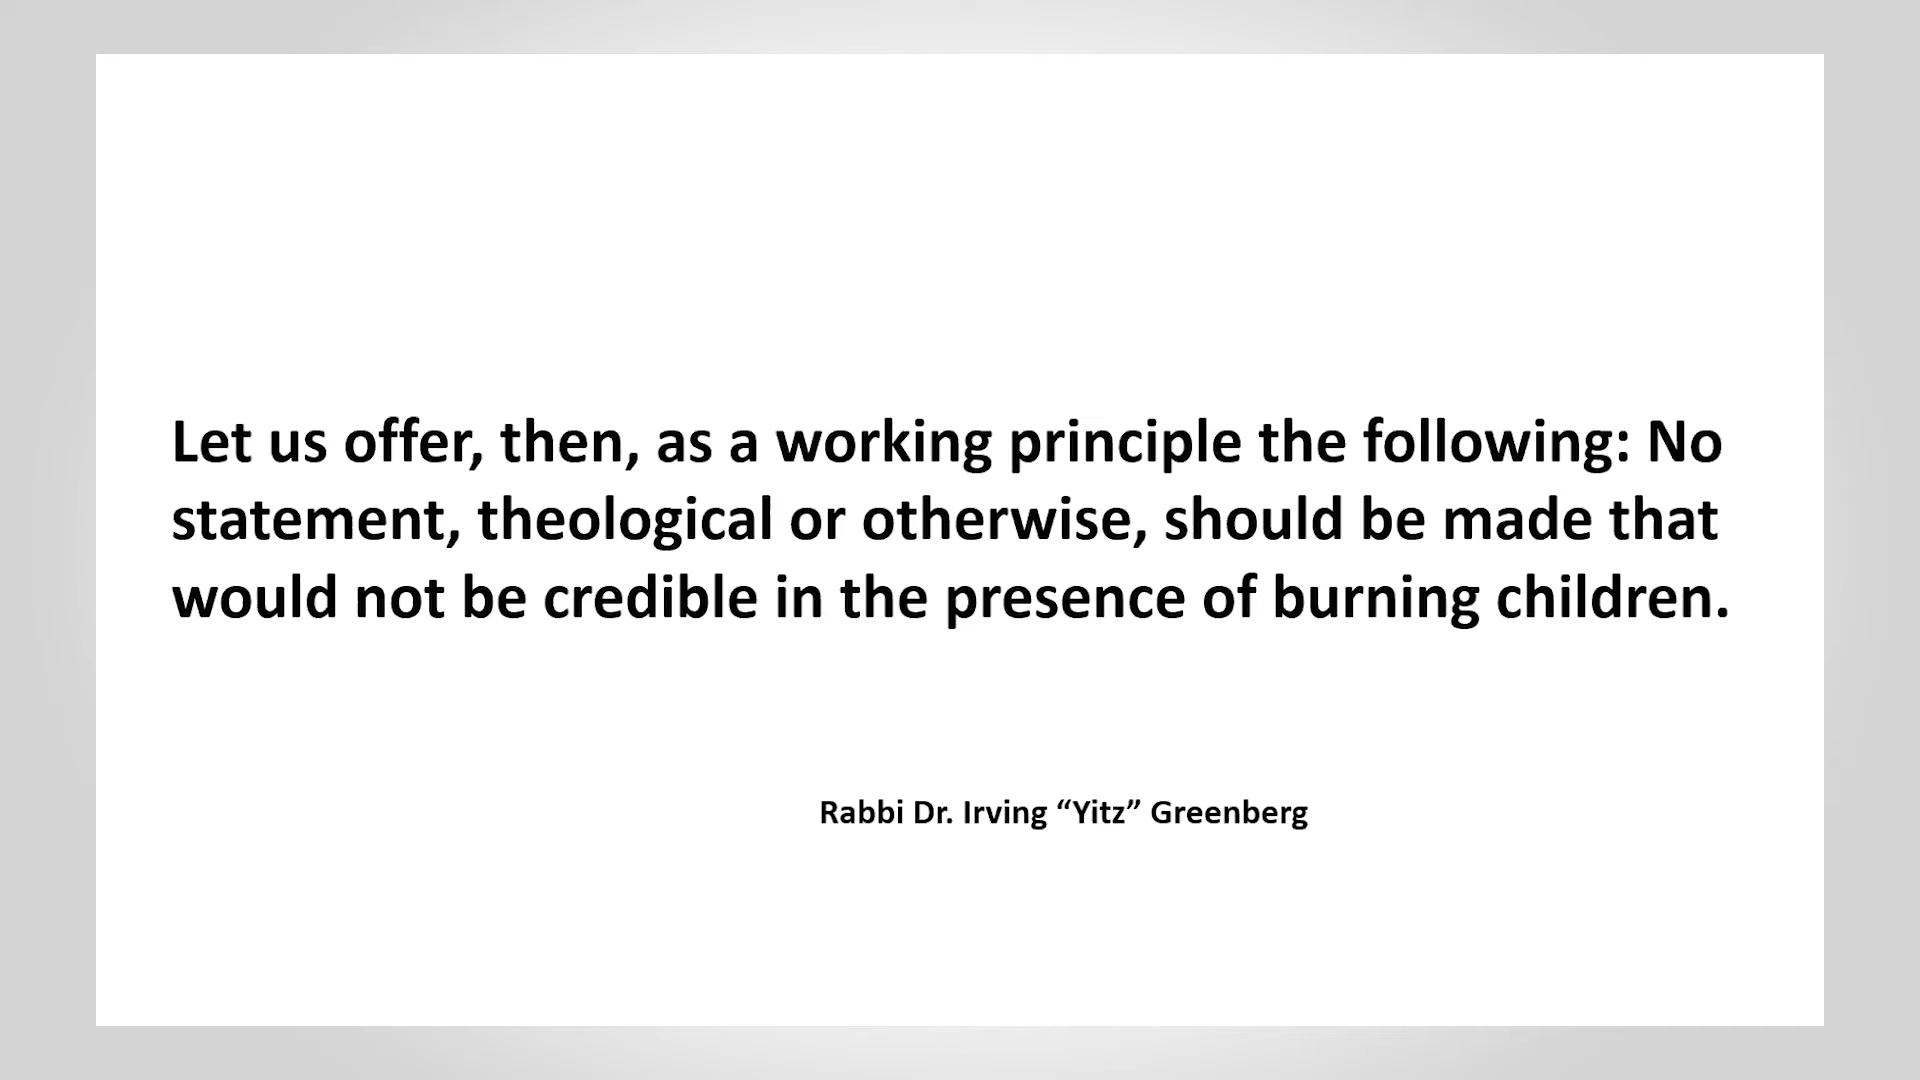 Let us offer, then, as a working principle the following: No
statement, theological or otherwise, should be made that
would not be credible in the presence of burning children.
Rabbi Dr. Irving “Yitz” Greenberg